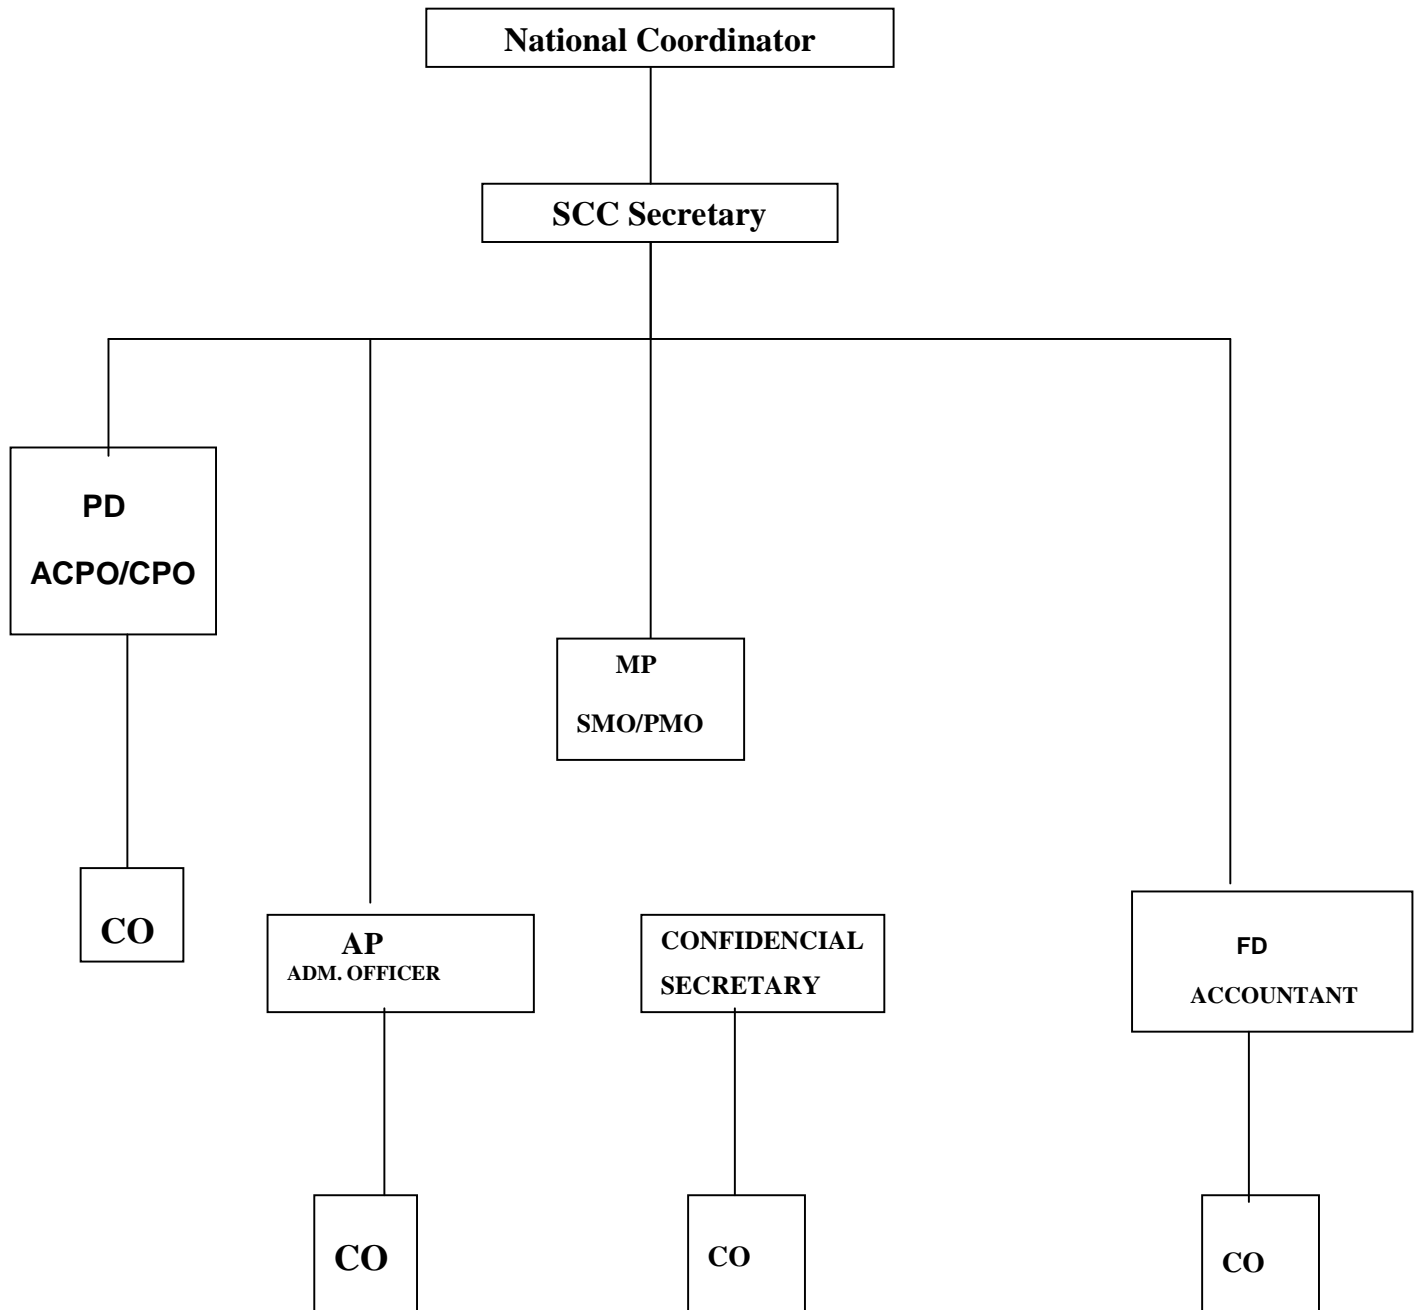 National Coordinator
SCC Secretary
PD
ACPO/CPO
MP
SMO/PMO
CO
AP
ADM. OFFICER
CONFIDENCIAL
SECRETARY
FD
ACCOUNTANT
CO
CO
CO